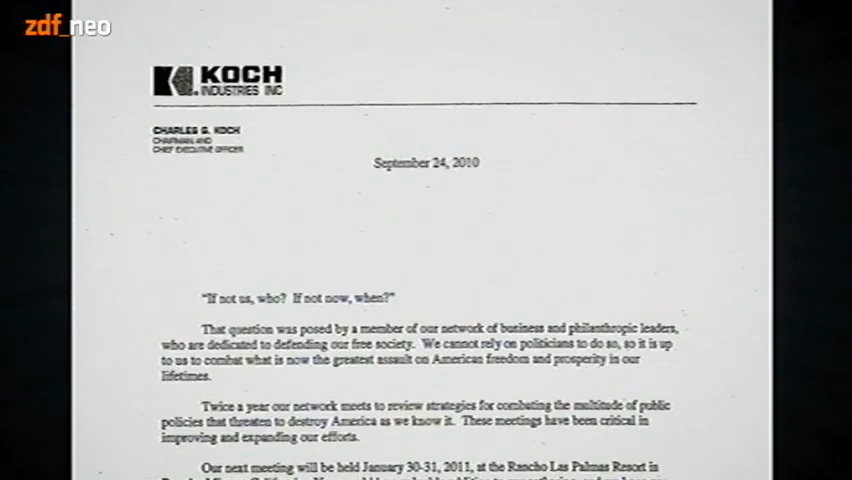 zdf_neo
KOCH
INDUSTRIES INC
CHARLES G. KOCH
CHAIRMAN AND
CHIEF EXECUTIVE OFFICER
September 24, 2010
"If not us, who?  If not now, when?"
That question was posed by a member of our network of business and philanthropic leaders,
who are dedicated to defending our free society.  We cannot rely on politicians to do so, so it is up
to us to combat what is now the greatest assault on American freedom and prosperity in our
lifetimes.
Twice a year our network meets to review strategies for combating the multitude of public
policies that threaten to destroy America as we know it.  These meetings have been critical in
improving and expanding our efforts.
Our next meeting will be held January 30-31, 2011, at the Rancho Las Palmas Resort in